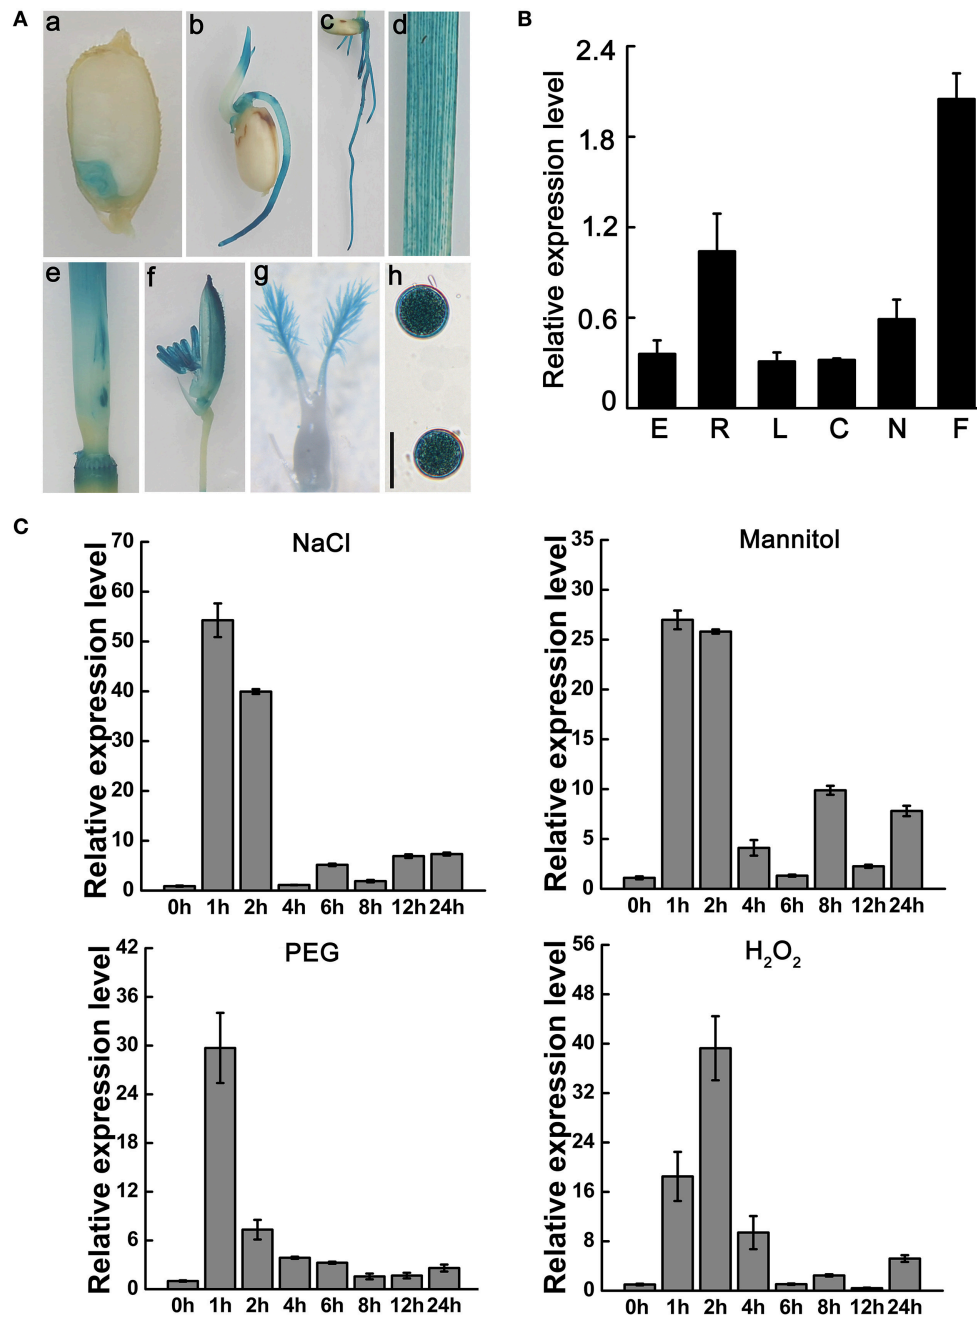 A
a
b
c
d
e
f
g
h
B
Relative expression level
2.4
1.8
1.2
0.6
0
E R L C N F
C
NaCl
Relative expression level
70
60
50
40
30
20
10
0
0h 1h 2h 4h 6h 8h 12h 24h
Mannitol
Relative expression level
35
30
25
20
15
10
5
0
0h 1h 2h 4h 6h 8h 12h 24h
PEG
Relative expression level
42
36
30
24
18
12
6
0
0h 1h 2h 4h 6h 8h 12h 24h
H₂O₂
Relative expression level
56
48
40
32
24
16
8
0
0h 1h 2h 4h 6h 8h 12h 24h